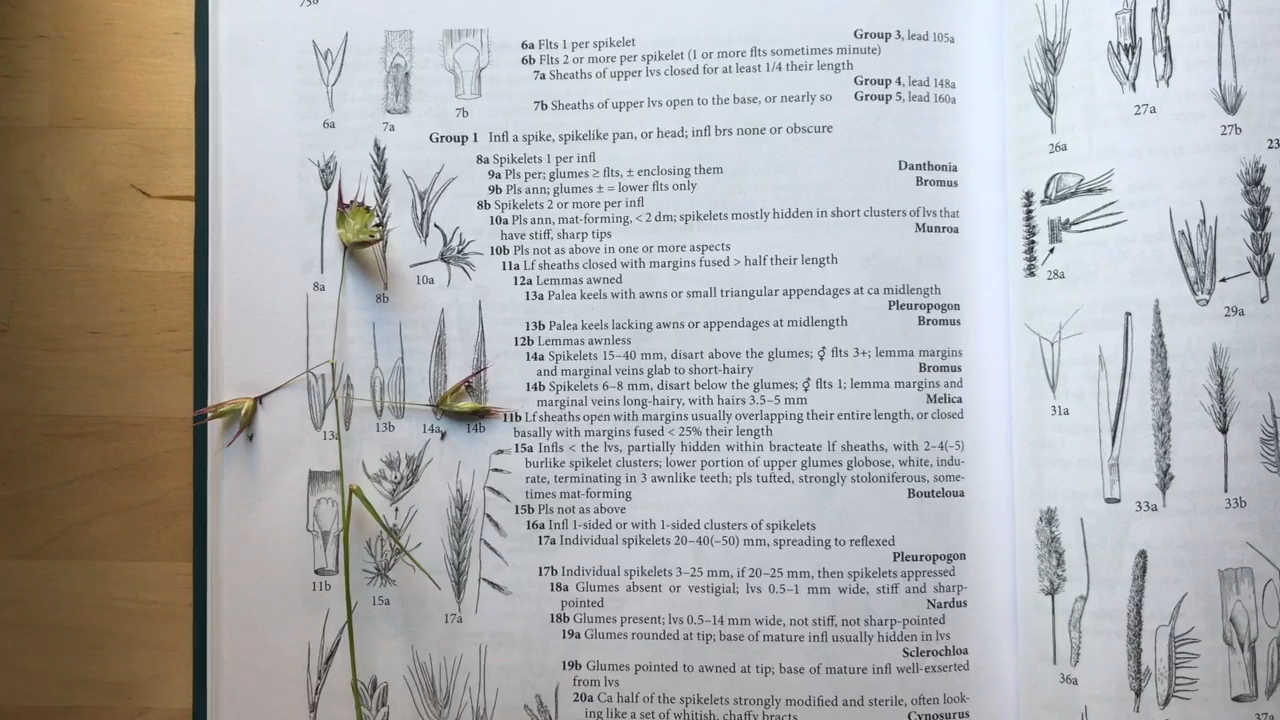 6a Flts 1 per spikelet Group 3, lead 105a
6b Flts 2 or more per spikelet (1 or more flts sometimes minute)
7a Sheaths of upper lvs closed for at least 1/4 their length
Group 4, lead 148a
7b Sheaths of upper lvs open to the base, or nearly so Group 5, lead 160a
6a 7a 7b
Group 1 Infl a spike, spikelike pan, or head; infl brs none or obscure
8a Spikelets 1 per infl
9a Pls per; glumes ≥ flts, ± enclosing them Danthonia
9b Pls ann; glumes ± = lower flts only Bromus
8b Spikelets 2 or more per infl
10a Pls ann, mat-forming, < 2 dm; spikelets mostly hidden in short clusters of lvs that
have stiff, sharp tips Munroa
10b Pls not as above in one or more aspects
11a Lf sheaths closed with margins fused > half their length
12a Lemmas awned
13a Palea keels with awns or small triangular appendages at ca midlength
Pleuropogon
13b Palea keels lacking awns or appendages at midlength Bromus
12b Lemmas awnless
14a Spikelets 15–40 mm, disart above the glumes; ⚥ flts 3+; lemma margins
and marginal veins glab to short-hairy Bromus
14b Spikelets 6–8 mm, disart below the glumes; ⚥ flts 1; lemma margins and
marginal veins long-hairy, with hairs 3.5–5 mm Melica
11b Lf sheaths open with margins usually overlapping their entire length, or closed
basally with margins fused < 25% their length
15a Infls < the lvs, partially hidden within bracteate lf sheaths, with 2–4(–5)
burlike spikelet clusters; lower portion of upper glumes globose, white, indu-
rate, terminating in 3 awnlike teeth; pls tufted, strongly stoloniferous, some-
times mat-forming Bouteloua
15b Pls not as above
16a Infl 1-sided or with 1-sided clusters of spikelets
17a Individual spikelets 20–40(–50) mm, spreading to reflexed
Pleuropogon
17b Individual spikelets 3–25 mm, if 20–25 mm, then spikelets appressed
18a Glumes absent or vestigial; lvs 0.5–1 mm wide, stiff and sharp-
pointed Nardus
18b Glumes present; lvs 0.5–14 mm wide, not stiff, not sharp-pointed
19a Glumes rounded at tip; base of mature infl usually hidden in lvs
Sclerochloa
19b Glumes pointed to awned at tip; base of mature infl well-exserted
from lvs
20a Ca half of the spikelets strongly modified and sterile, often look-
ing like a set of whitish, chaffy bracts Cynosurus
8a 8b 10a
13a 13b 14a 14b
11b 15a 17a
26a 27a 27b
28a 29a
31a 33a 33b
36a